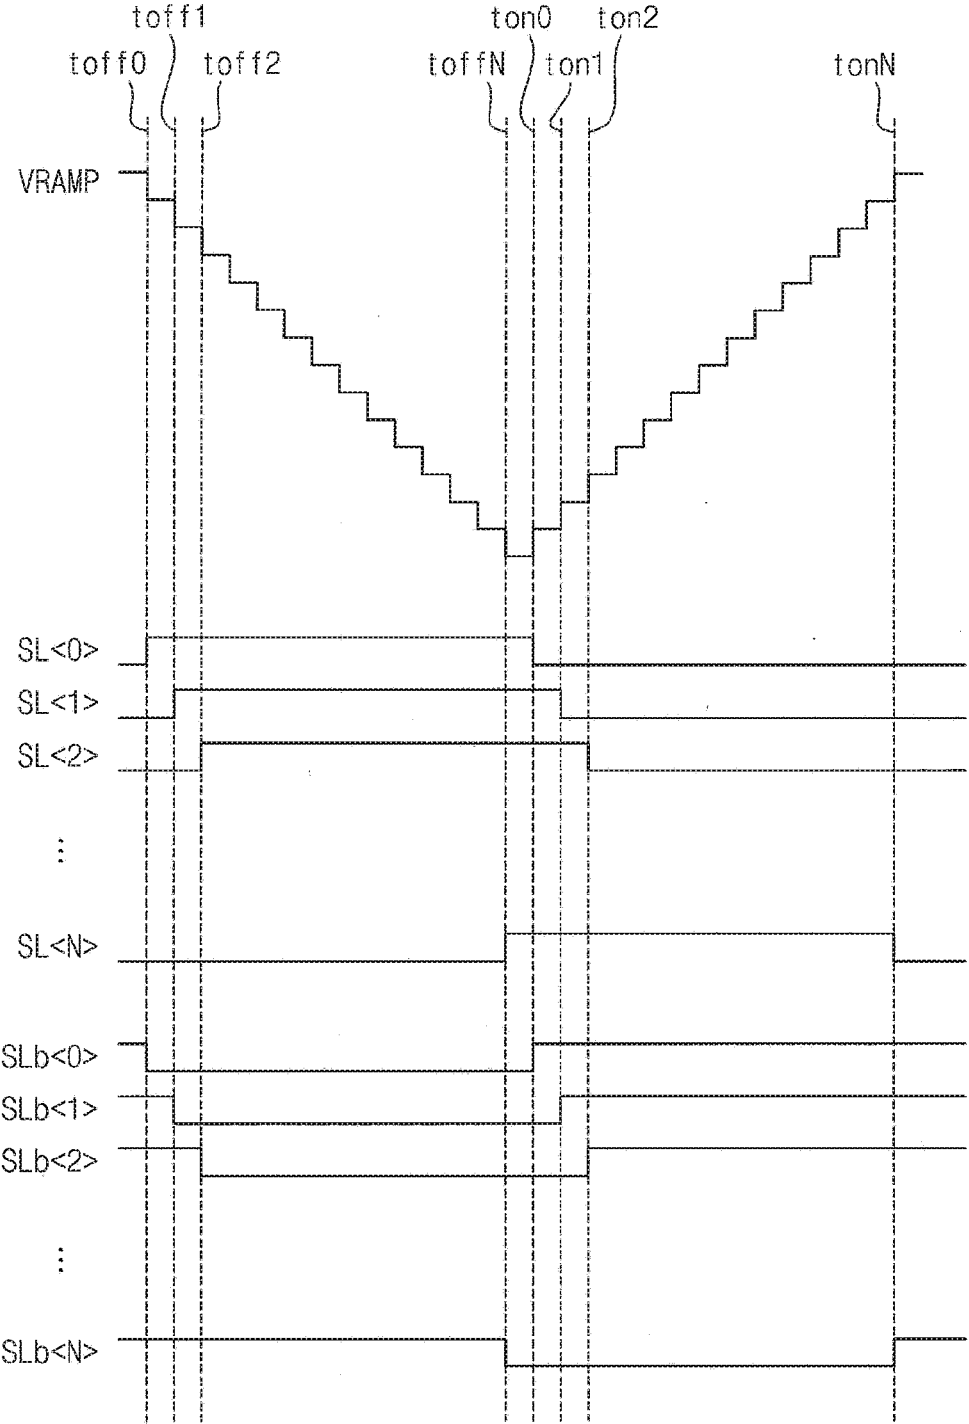 toff1 ton0 ton2
toff0 toff2 toffN ton1 tonN
VRAMP
SL<0>
SL<1>
SL<2>
...
SL<N>
SLb<0>
SLb<1>
SLb<2>
...
SLb<N>